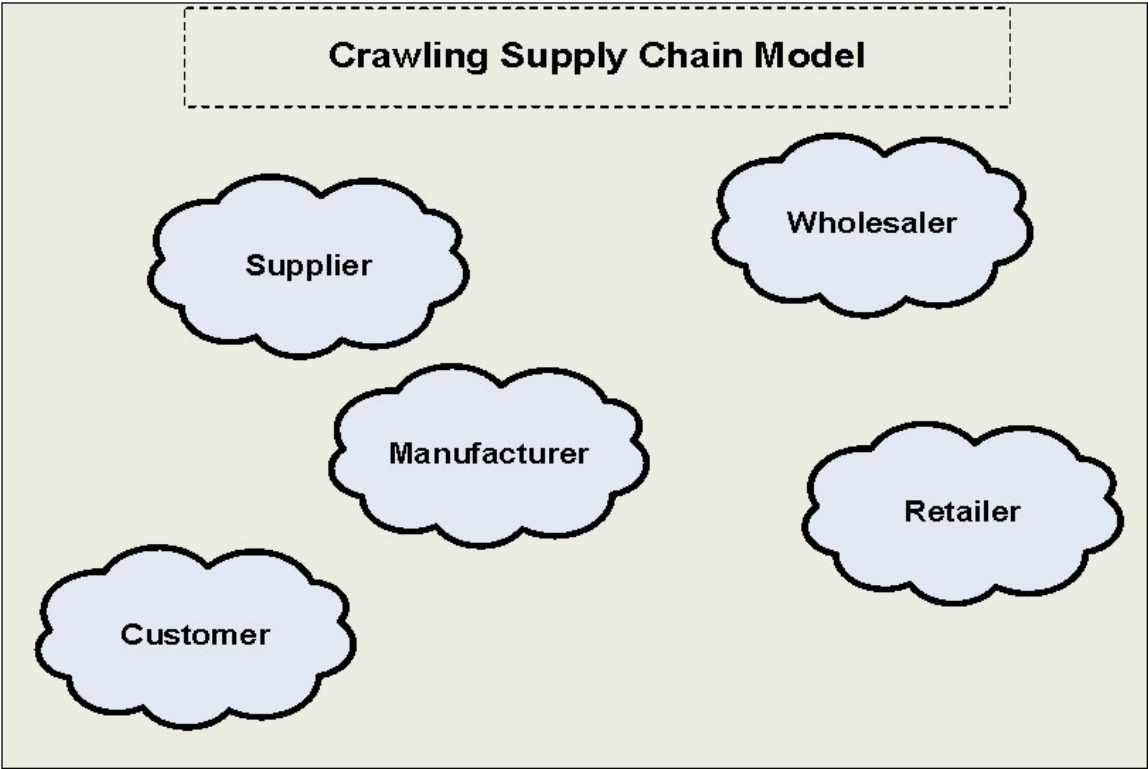 Crawling Supply Chain Model
Supplier
Wholesaler
Manufacturer
Retailer
Customer